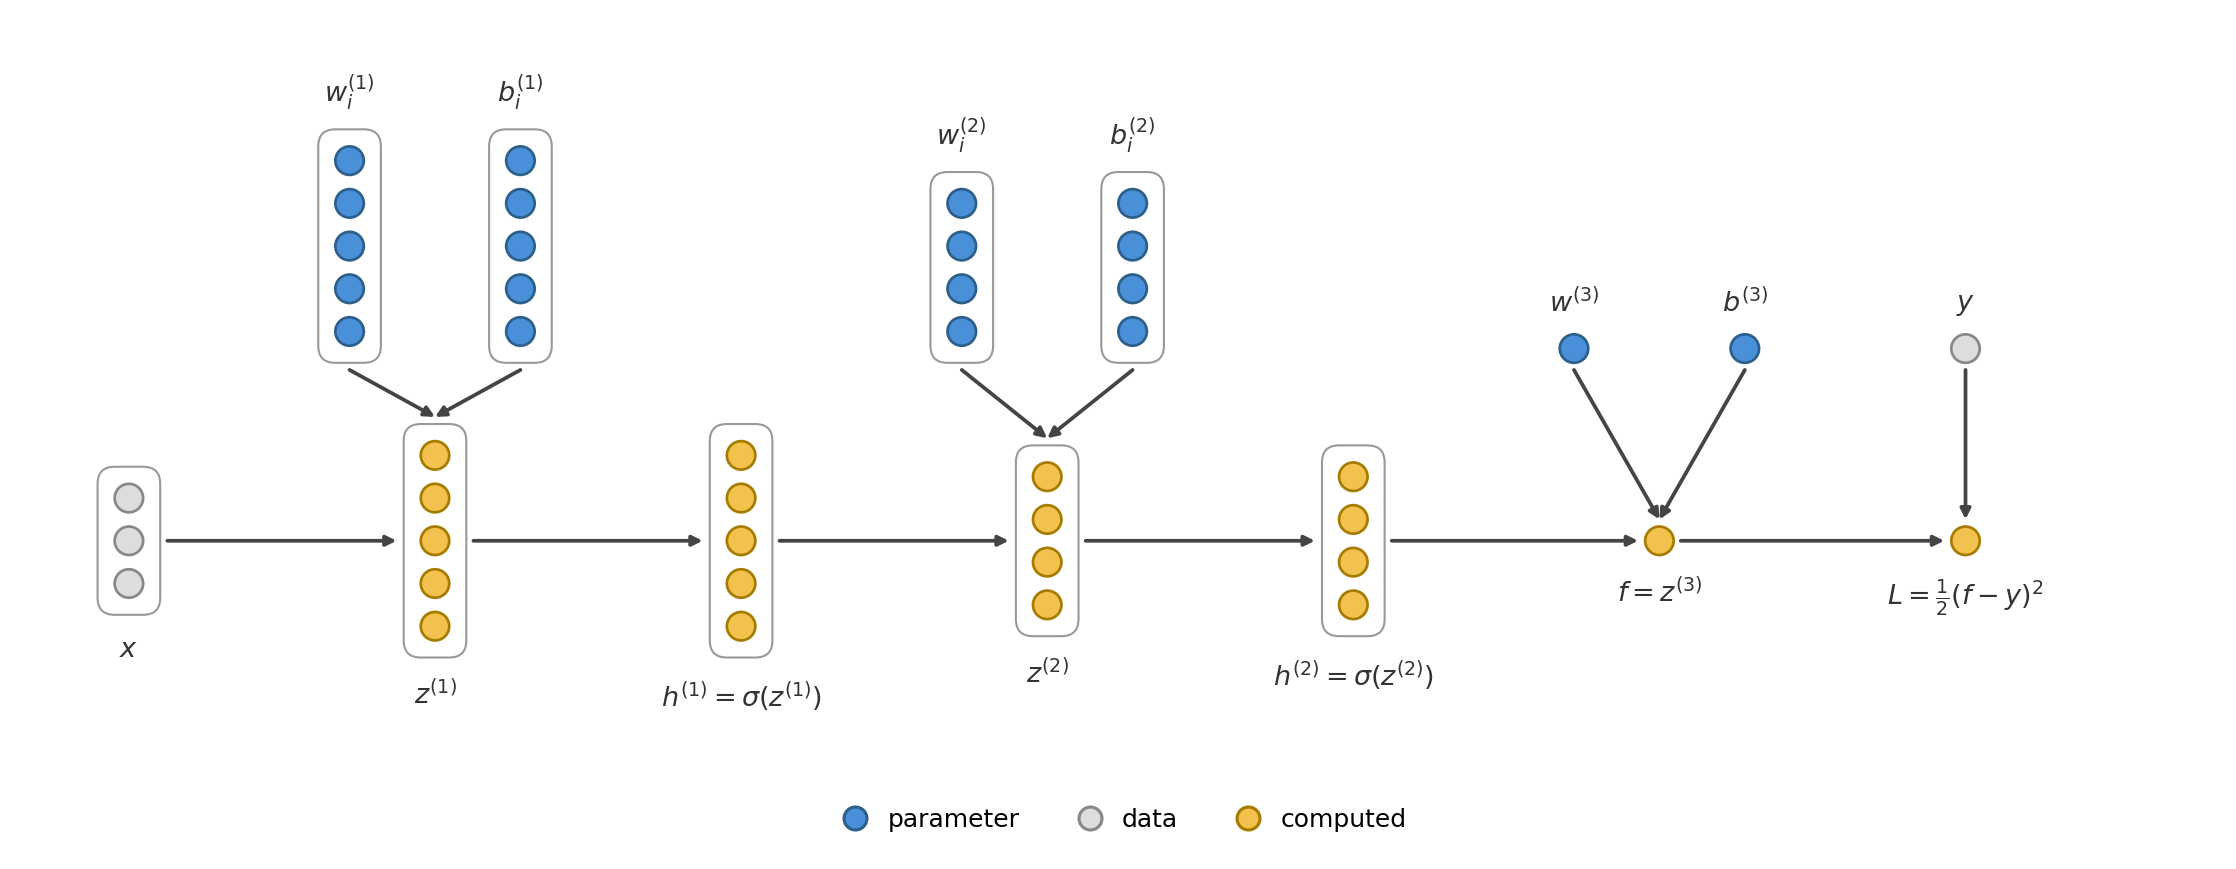 w_i^{(1)} b_i^{(1)}
w_i^{(2)} b_i^{(2)}
w^{(3)} b^{(3)} y
x
z^{(1)}
h^{(1)} = σ(z^{(1)})
z^{(2)}
h^{(2)} = σ(z^{(2)})
f = z^{(3)}
L = \frac{1}{2}(f − y)^2
parameter data computed